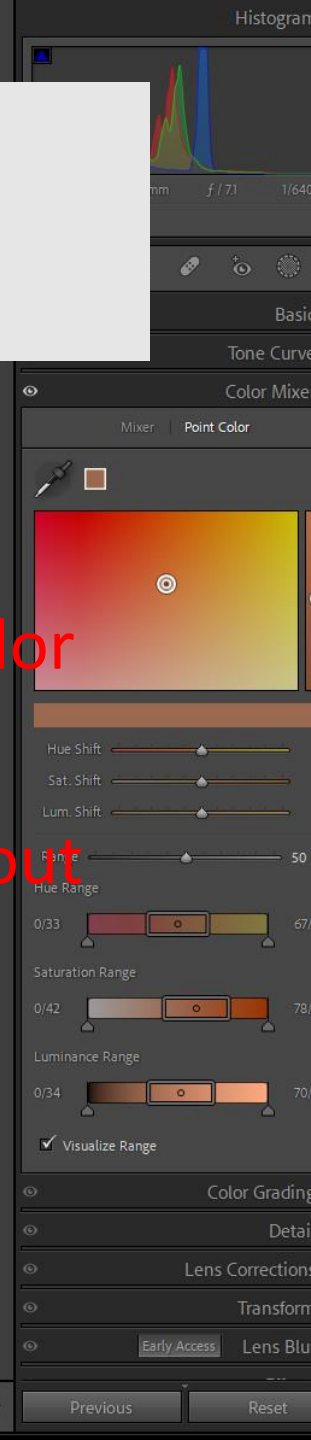 Histogram
mm ƒ / 7.1 1/640
Basic
Tone Curve
Color Mixe
Mixer | Point Color
lor
Hue Shift
Sat. Shift
Lum. Shift
Range 50
out
Hue Range
0/33 67/
Saturation Range
0/42 78/
Luminance Range
0/34 70/
Visualize Range
Color Grading
Detai
Lens Corrections
Transform
Early Access Lens Blu
Previous Reset